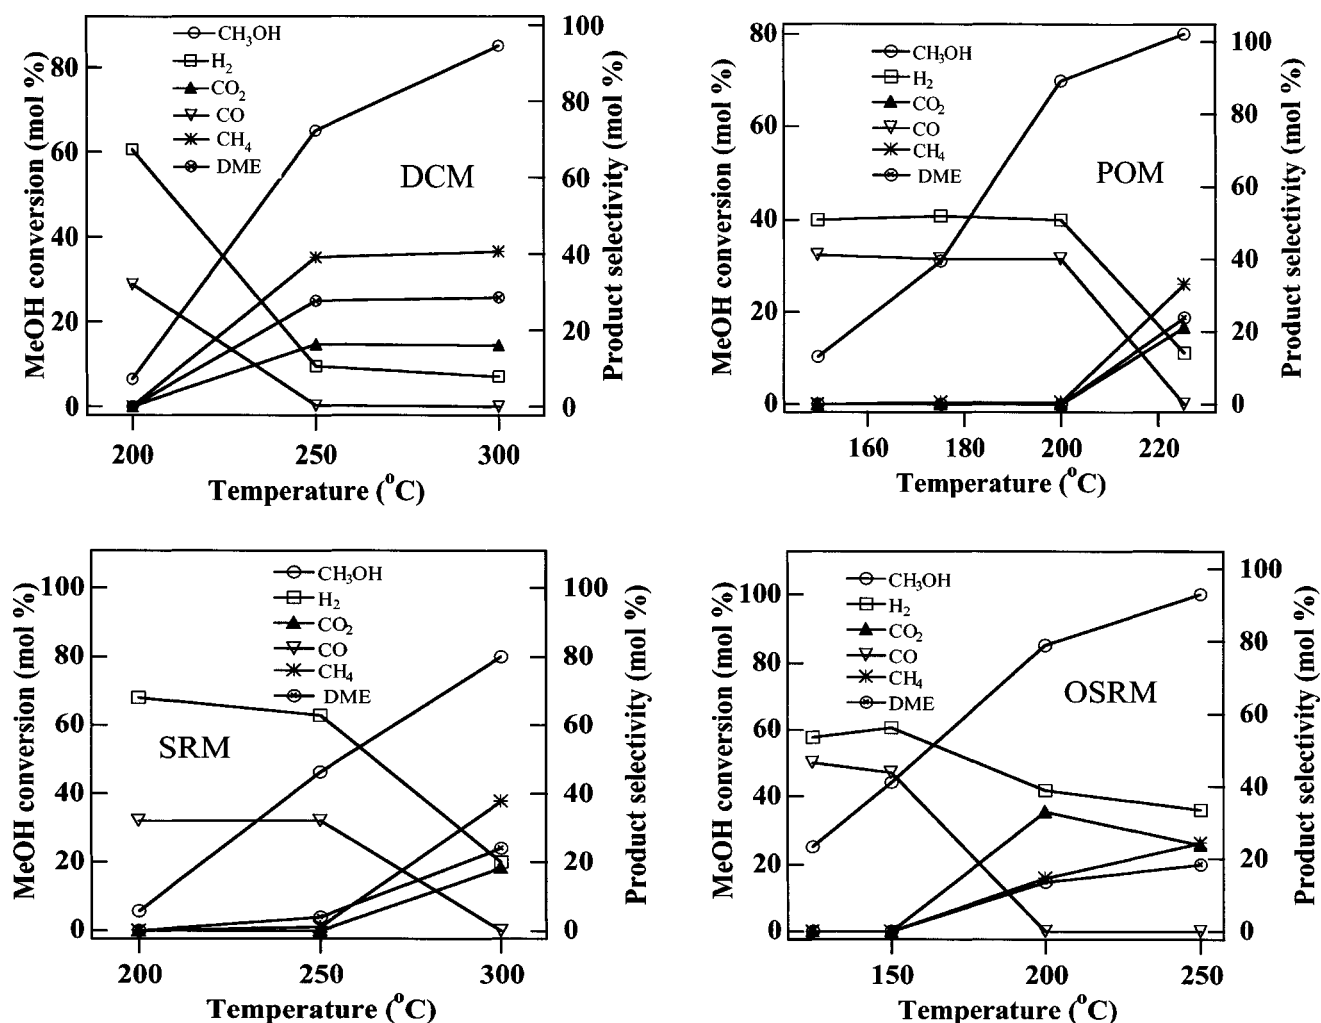 MeOH conversion (mol %)
80
60
40
20
0
CH3OH
H2
CO2
CO
CH4
DME
DCM
100
80
60
40
20
0
Product selectivity (mol %)
200 250 300
Temperature (°C)
MeOH conversion (mol %)
80
60
40
20
0
CH3OH
H2
CO2
CO
CH4
DME
POM
100
80
60
40
20
0
Product selectivity (mol %)
160 180 200 220
Temperature (°C)
MeOH conversion (mol %)
100
80
60
40
20
0
CH3OH
H2
CO2
CO
CH4
DME
SRM
100
80
60
40
20
0
Product selectivity (mol %)
200 250 300
Temperature (°C)
MeOH conversion (mol %)
100
80
60
40
20
0
CH3OH
H2
CO2
CO
CH4
DME
OSRM
100
80
60
40
20
0
Product selectivity (mol %)
150 200 250
Temperature (°C)